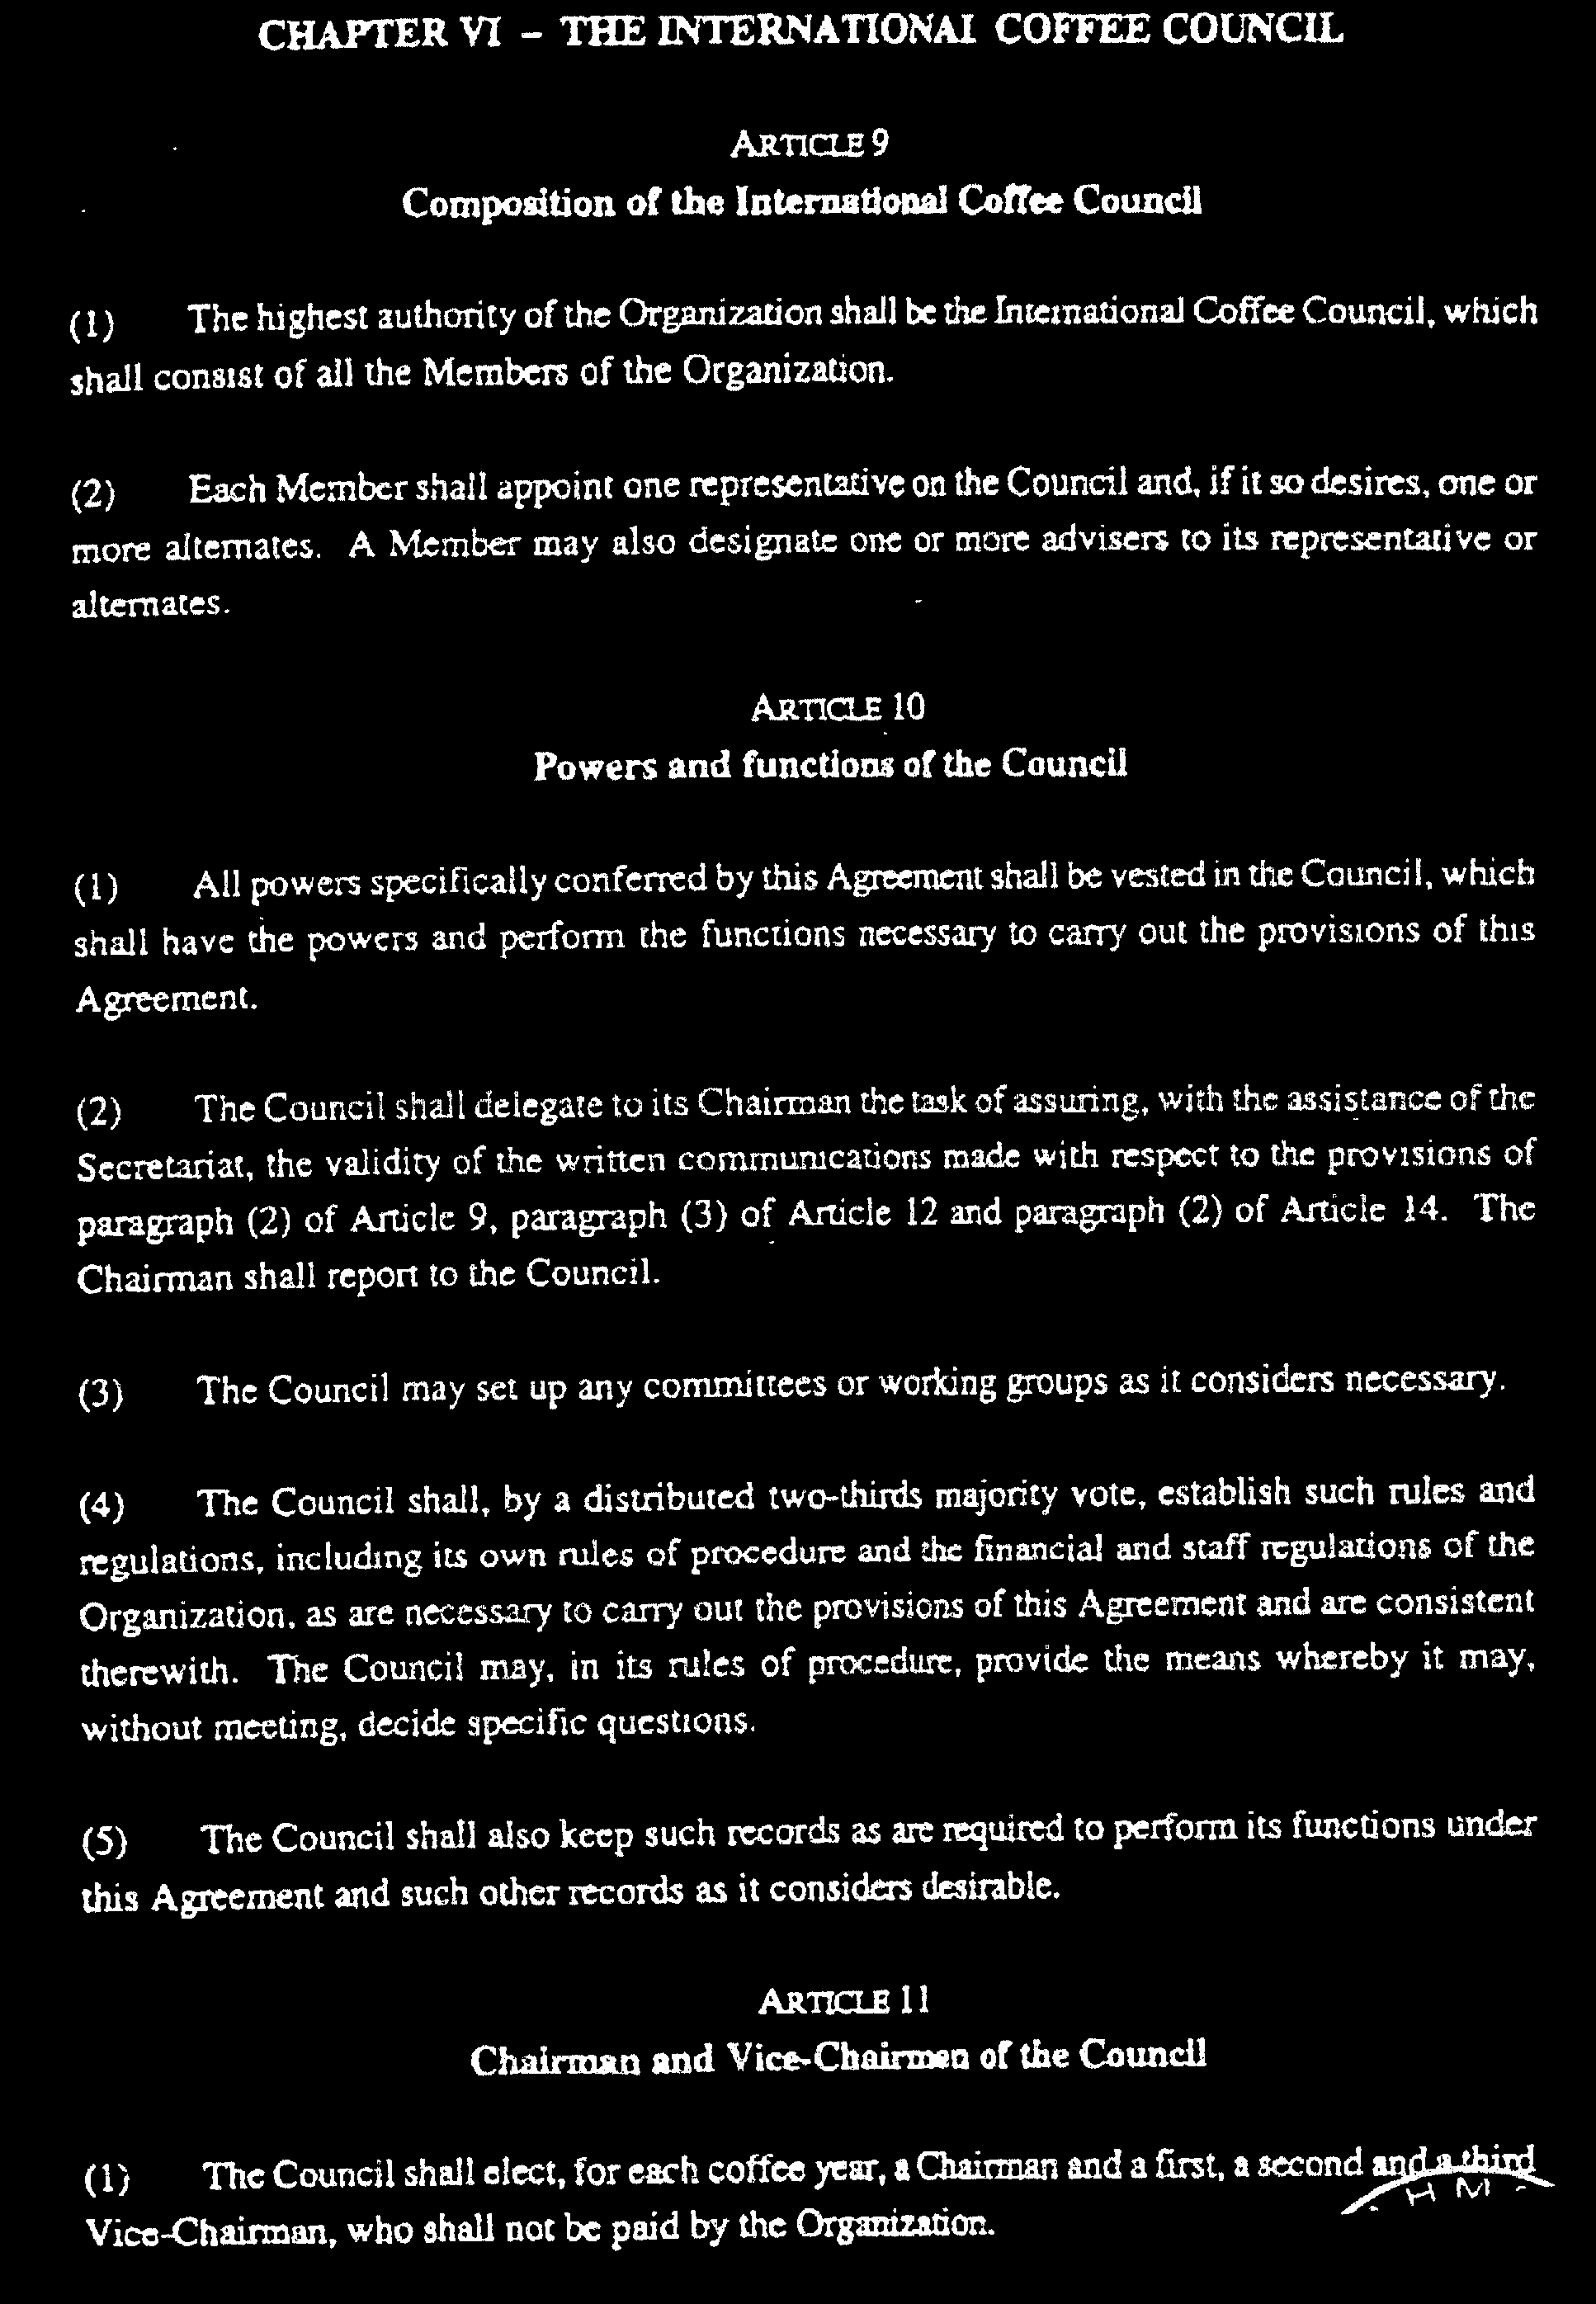 CHAPTER VI – THE INTERNATIONAL COFFEE COUNCIL
ARTICLE 9
Composition of the International Coffee Council
(1) The highest authority of the Organization shall be the International Coffee Council, which
shall consist of all the Members of the Organization.
(2) Each Member shall appoint one representative on the Council and, if it so desires, one or
more alternates. A Member may also designate one or more advisers to its representative or
alternates.
ARTICLE 10
Powers and functions of the Council
(1) All powers specifically conferred by this Agreement shall be vested in the Council, which
shall have the powers and perform the functions necessary to carry out the provisions of this
Agreement.
(2) The Council shall delegate to its Chairman the task of assuring, with the assistance of the
Secretariat, the validity of the written communications made with respect to the provisions of
paragraph (2) of Article 9, paragraph (3) of Article 12 and paragraph (2) of Article 14. The
Chairman shall report to the Council.
(3) The Council may set up any committees or working groups as it considers necessary.
(4) The Council shall, by a distributed two-thirds majority vote, establish such rules and
regulations, including its own rules of procedure and the financial and staff regulations of the
Organization, as are necessary to carry out the provisions of this Agreement and are consistent
therewith. The Council may, in its rules of procedure, provide the means whereby it may,
without meeting, decide specific questions.
(5) The Council shall also keep such records as are required to perform its functions under
this Agreement and such other records as it considers desirable.
ARTICLE 11
Chairman and Vice-Chairmen of the Council
(1) The Council shall elect, for each coffee year, a Chairman and a first, a second and a third
Vice-Chairman, who shall not be paid by the Organization.